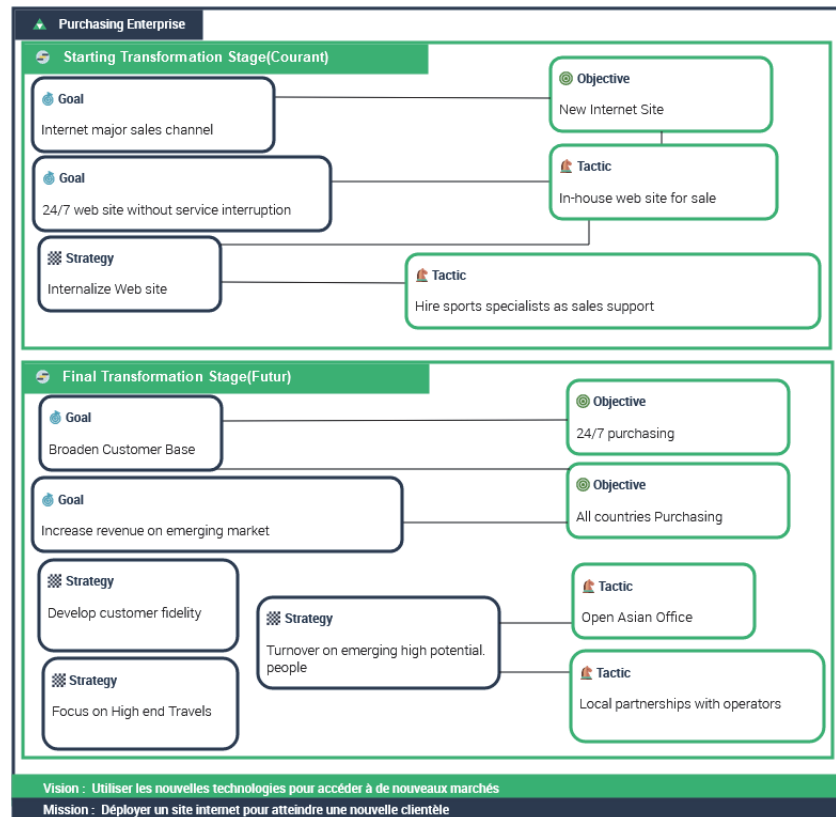 Purchasing Enterprise
Starting Transformation Stage(Courant)
Goal
Internet major sales channel
Objective
New Internet Site
Goal
24/7 web site without service interruption
Tactic
In-house web site for sale
Strategy
Internalize Web site
Tactic
Hire sports specialists as sales support
Final Transformation Stage(Futur)
Goal
Broaden Customer Base
Objective
24/7 purchasing
Goal
Increase revenue on emerging market
Objective
All countries Purchasing
Strategy
Develop customer fidelity
Strategy
Turnover on emerging high potential.
people
Tactic
Open Asian Office
Strategy
Focus on High end Travels
Tactic
Local partnerships with operators
Vision : Utiliser les nouvelles technologies pour accéder à de nouveaux marchés
Mission : Déployer un site internet pour atteindre une nouvelle clientèle